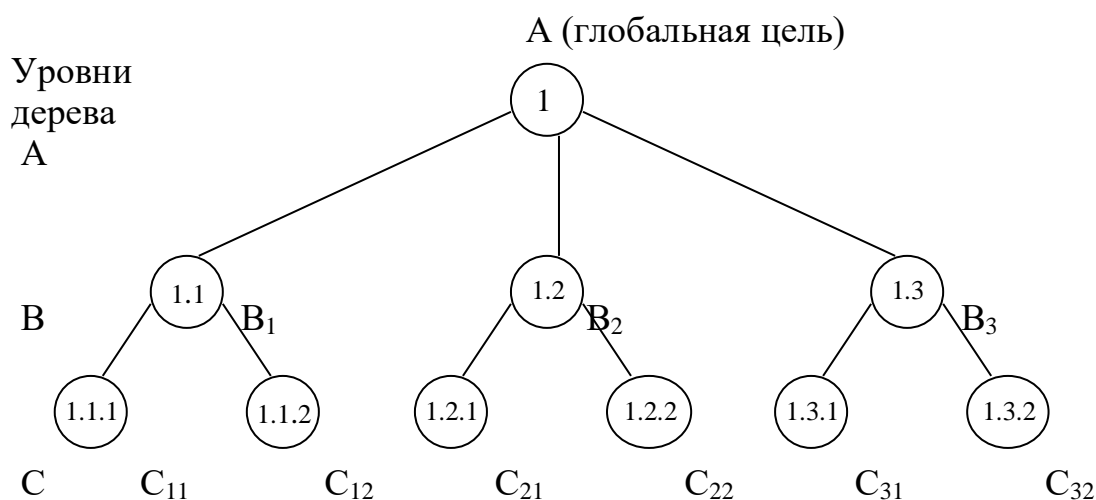 А (глобальная цель)
Уровни
дерева
А
1
1.1
1.2
1.3
В
В₁
В₂
В₃
1.1.1
1.1.2
1.2.1
1.2.2
1.3.1
1.3.2
С
С₁₁
С₁₂
С₂₁
С₂₂
С₃₁
С₃₂